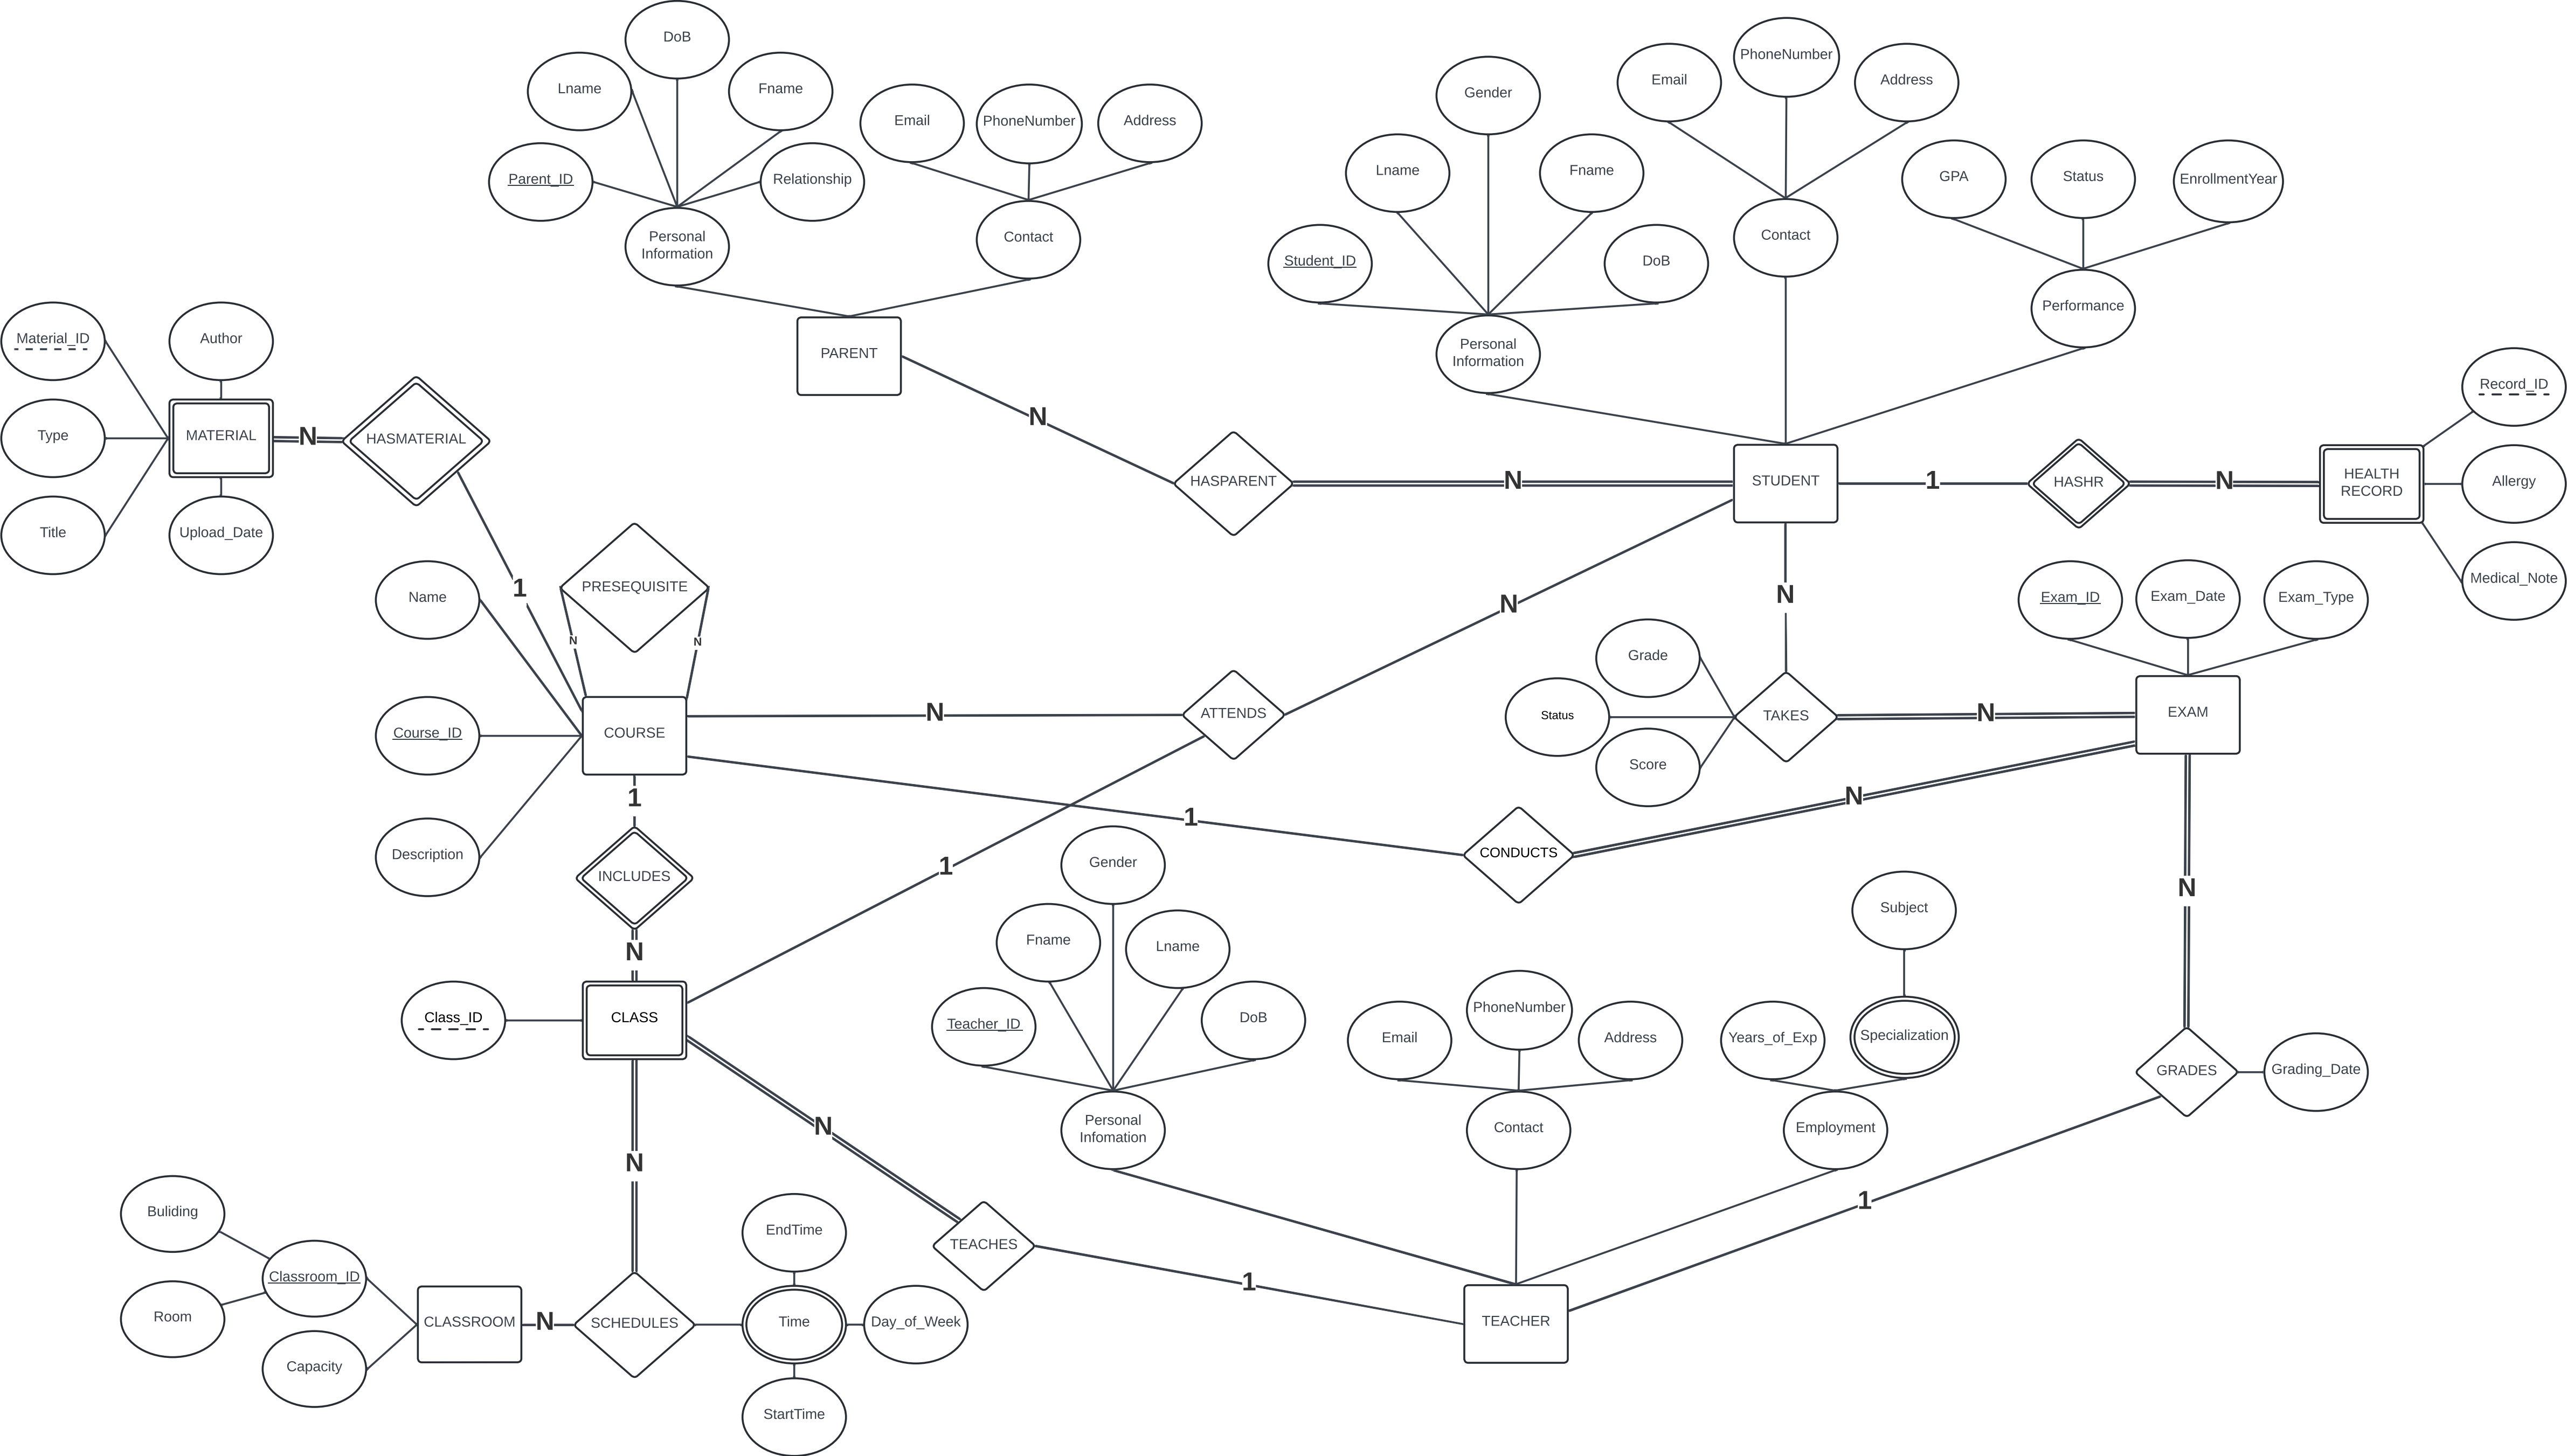 DoB
Lname
Fname
Email
PhoneNumber
Address
Parent_ID
Relationship
Personal
Information
Contact
PARENT
Gender
Email
PhoneNumber
Address
Lname
Fname
Student_ID
DoB
Contact
GPA
Status
EnrollmentYear
Personal
Information
Performance
STUDENT
Material_ID
Author
Type
MATERIAL
N
HASMATERIAL
Title
Upload_Date
1
N
HASPARENT
N
1
HASHR
N
HEALTH
RECORD
Record_ID
Allergy
Medical_Note
Name
PRESEQUISITE
N
N
Course_ID
COURSE
Description
N
ATTENDS
N
1
N
Grade
Status
Score
TAKES
N
Exam_ID
Exam_Date
Exam_Type
EXAM
1
CONDUCTS
N
1
INCLUDES
N
Class_ID
CLASS
N
N
Gender
Fname
Lname
Teacher_ID
DoB
Personal
Infomation
Email
PhoneNumber
Address
Contact
Subject
Years_of_Exp
Specialization
Employment
N
GRADES
Grading_Date
1
Buliding
Classroom_ID
Room
Capacity
CLASSROOM
N
SCHEDULES
EndTime
Time
Day_of_Week
StartTime
TEACHES
1
TEACHER